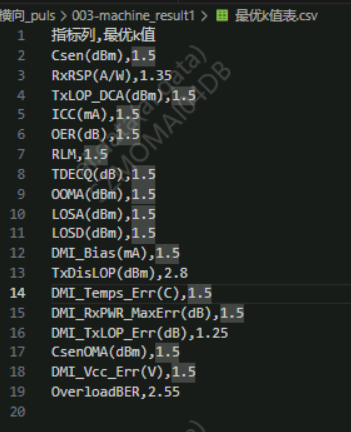 横向_puls > 003-machine_result1 > 最优k值表.csv
1 指标列,最优k值
2 Csen(dBm),1.5
3 RxRSP(A/W),1.35
4 TxLOP_DCA(dBm),1.5
5 ICC(mA),1.5
6 OER(dB),1.5
7 RLM,1.5
8 TDECQ(dB),1.5
9 OOMA(dBm),1.5
10 LOSA(dBm),1.5
11 LOSD(dBm),1.5
12 DMI_Bias(mA),1.5
13 TxDisLOP(dBm),2.8
14 DMI_Temps_Err(C),1.5
15 DMI_RxPWR_MaxErr(dB),1.5
16 DMI_TxLOP_Err(dB),1.25
17 CsenOMA(dBm),1.5
18 DMI_Vcc_Err(V),1.5
19 OverloadBER,2.55
20